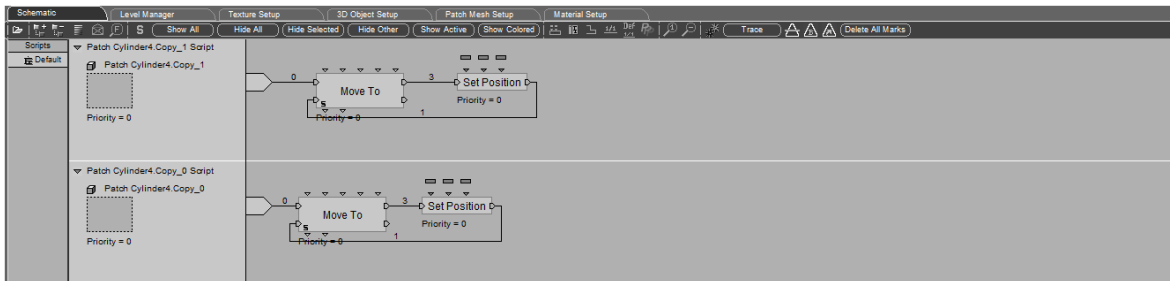 Schematic Level Manager Texture Setup 3D Object Setup Patch Mesh Setup Material Setup
S Show All Hide All Hide Selected Hide Other Show Active Show Colored Def Trace Delete All Marks
Scripts
Default
Patch Cylinder4.Copy_1 Script
Patch Cylinder4.Copy_1
Priority = 0
0
Move To
S
Priority = 0
3
Set Position
Priority = 0
1
Patch Cylinder4.Copy_0 Script
Patch Cylinder4.Copy_0
Priority = 0
0
Move To
S
Priority = 0
3
Set Position
Priority = 0
1